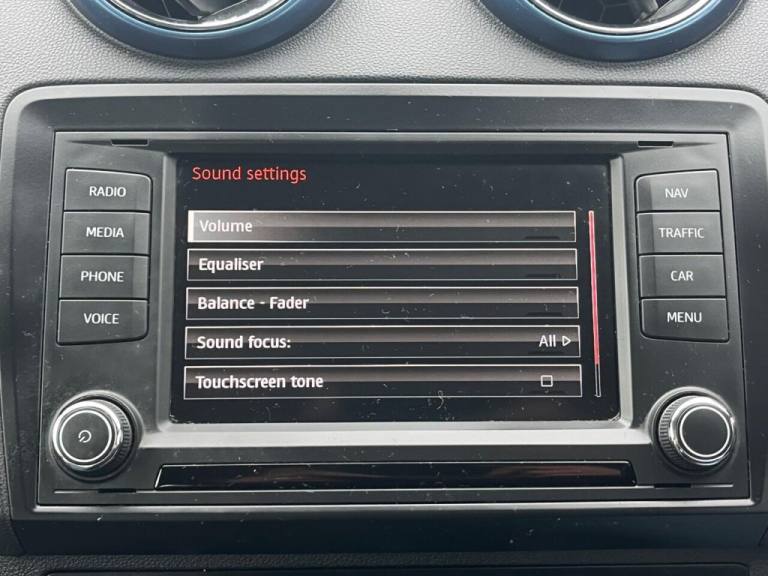 Sound settings
RADIO
MEDIA
PHONE
VOICE
Volume
Equaliser
Balance - Fader
Sound focus: All
Touchscreen tone
NAV
TRAFFIC
CAR
MENU